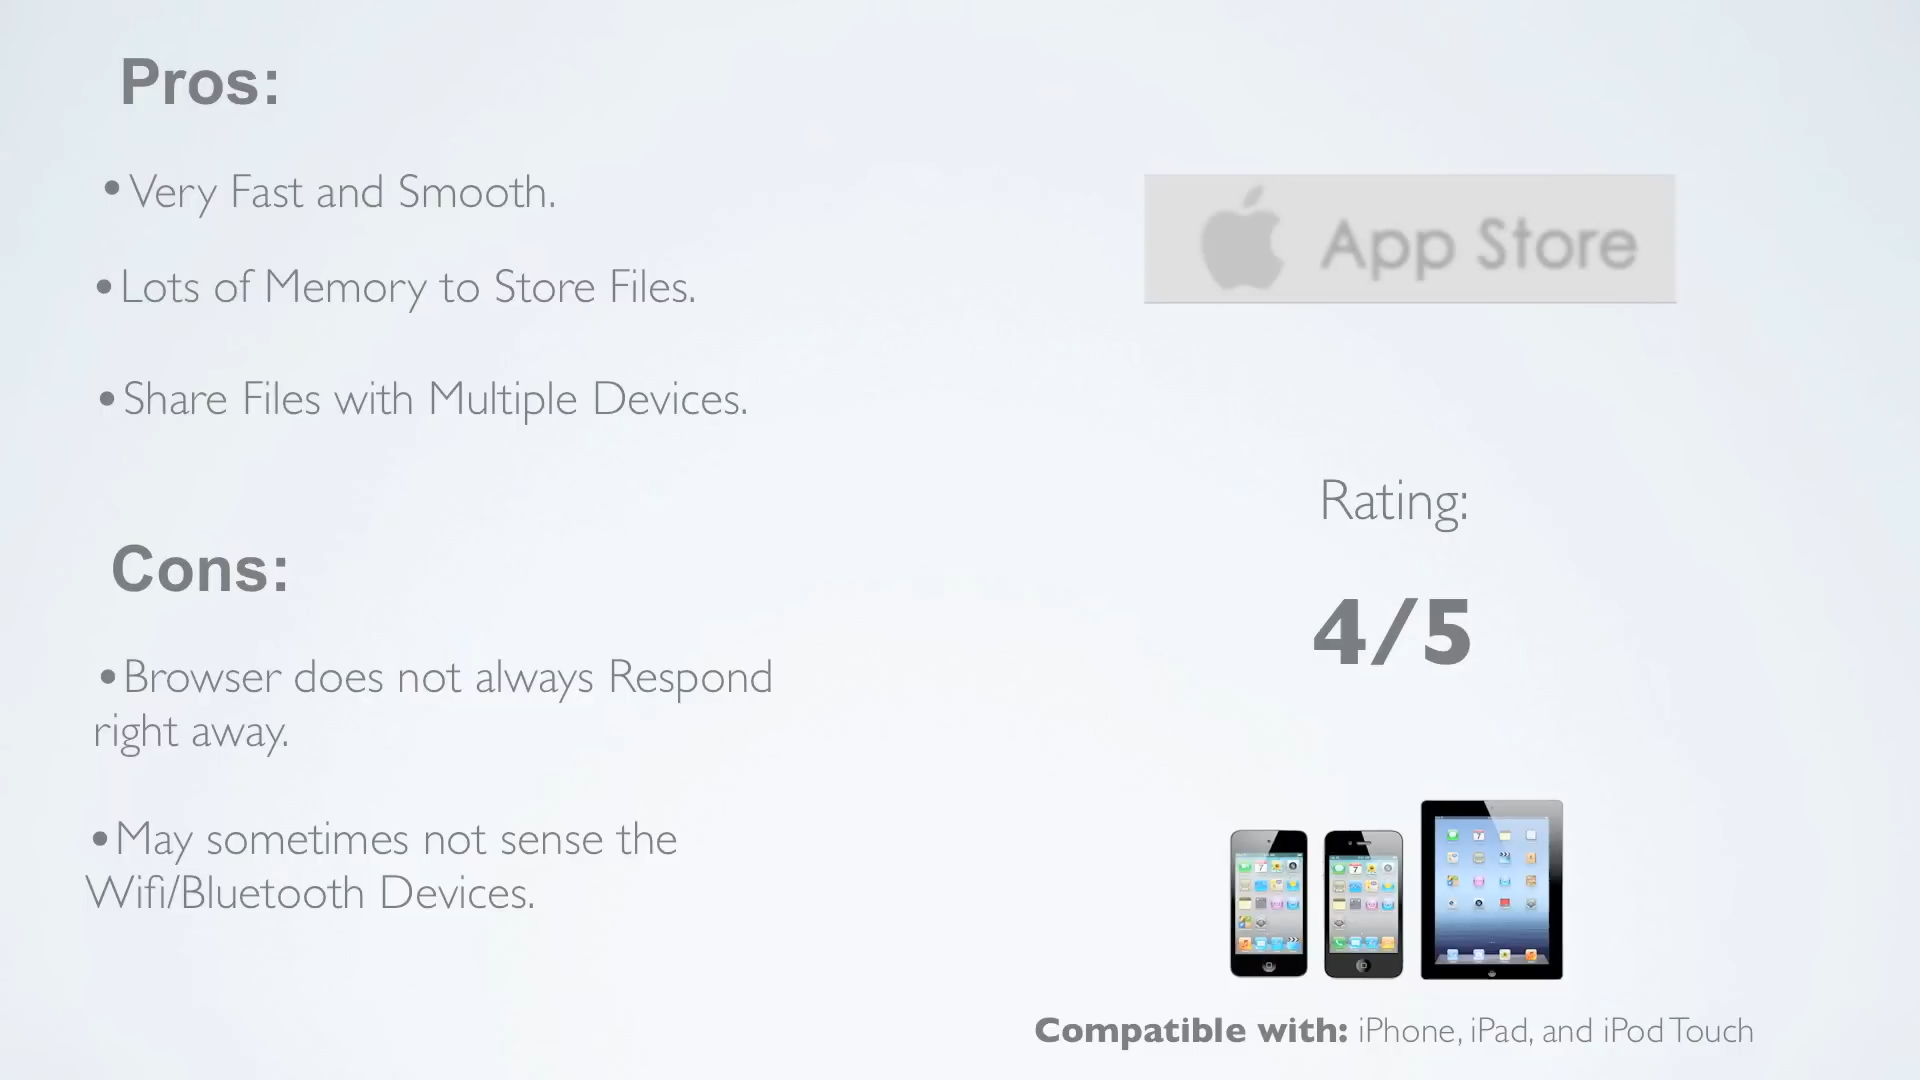 Pros:
•Very Fast and Smooth.
•Lots of Memory to Store Files.
•Share Files with Multiple Devices.
Cons:
•Browser does not always Respond
right away.
•May sometimes not sense the
Wifi/Bluetooth Devices.
App Store
Rating:
4/5
Compatible with: iPhone, iPad, and iPod Touch